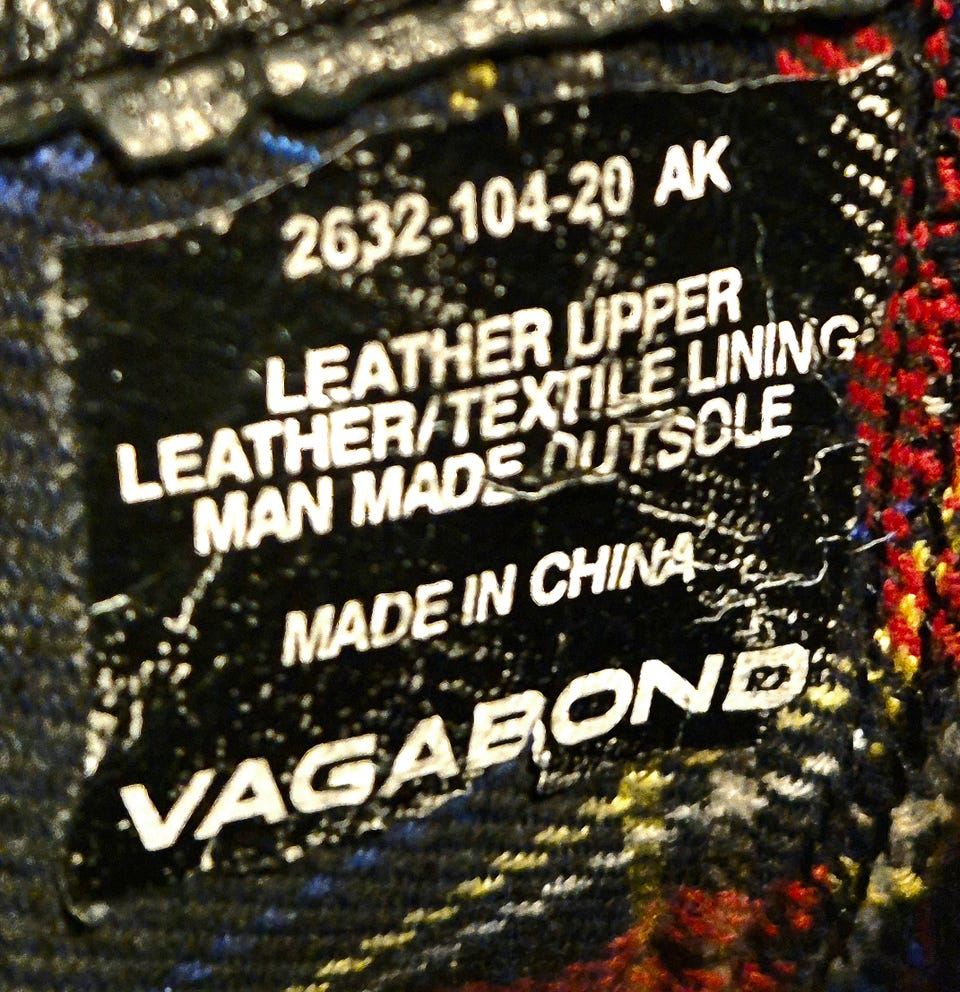 2632-104-20 AK
LEATHER UPPER
LEATHER/TEXTILE LINING
MAN MADE OUTSOLE
MADE IN CHINA
VAGABOND